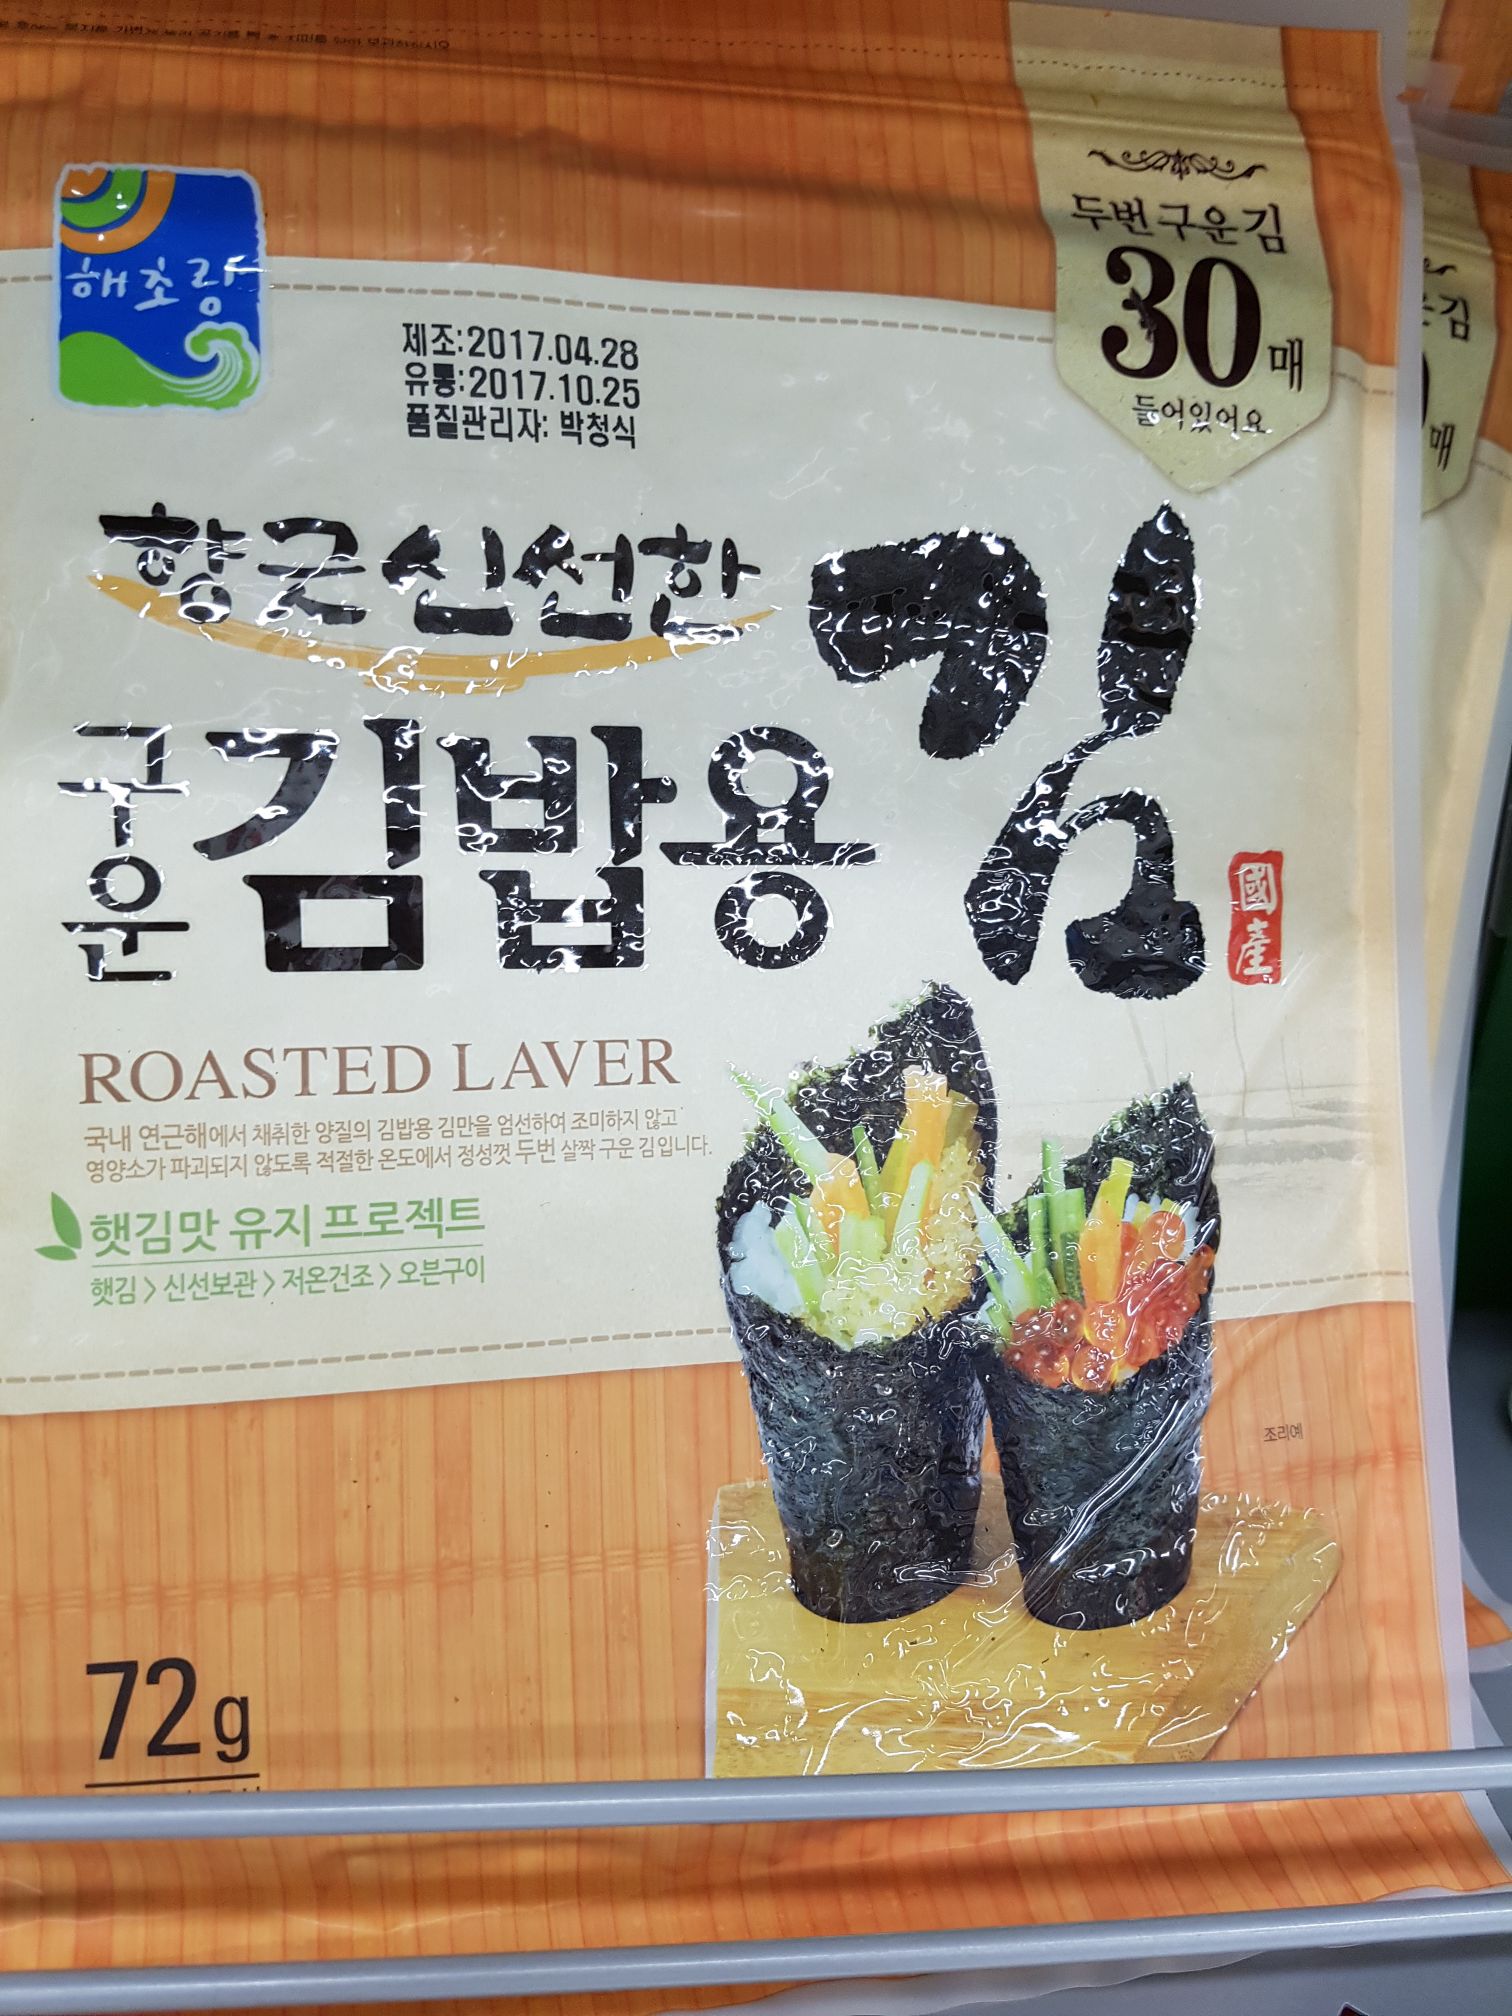 해초랑
두번 구운 김
30매
들어있어요
제조:2017.04.28
유통:2017.10.25
품질관리자: 박청식
향긋 신선한
구운 김밥용 김
國産
ROASTED LAVER
국내 연근해에서 채취한 양질의 김밥용 김만을 엄선하여 조미하지 않고
영양소가 파괴되지 않도록 적절한 온도에서 정성껏 두번 살짝 구운 김입니다.
햇김맛 유지 프로젝트
햇김 > 신선보관 > 저온건조 > 오븐구이
조리예
72g
김
매